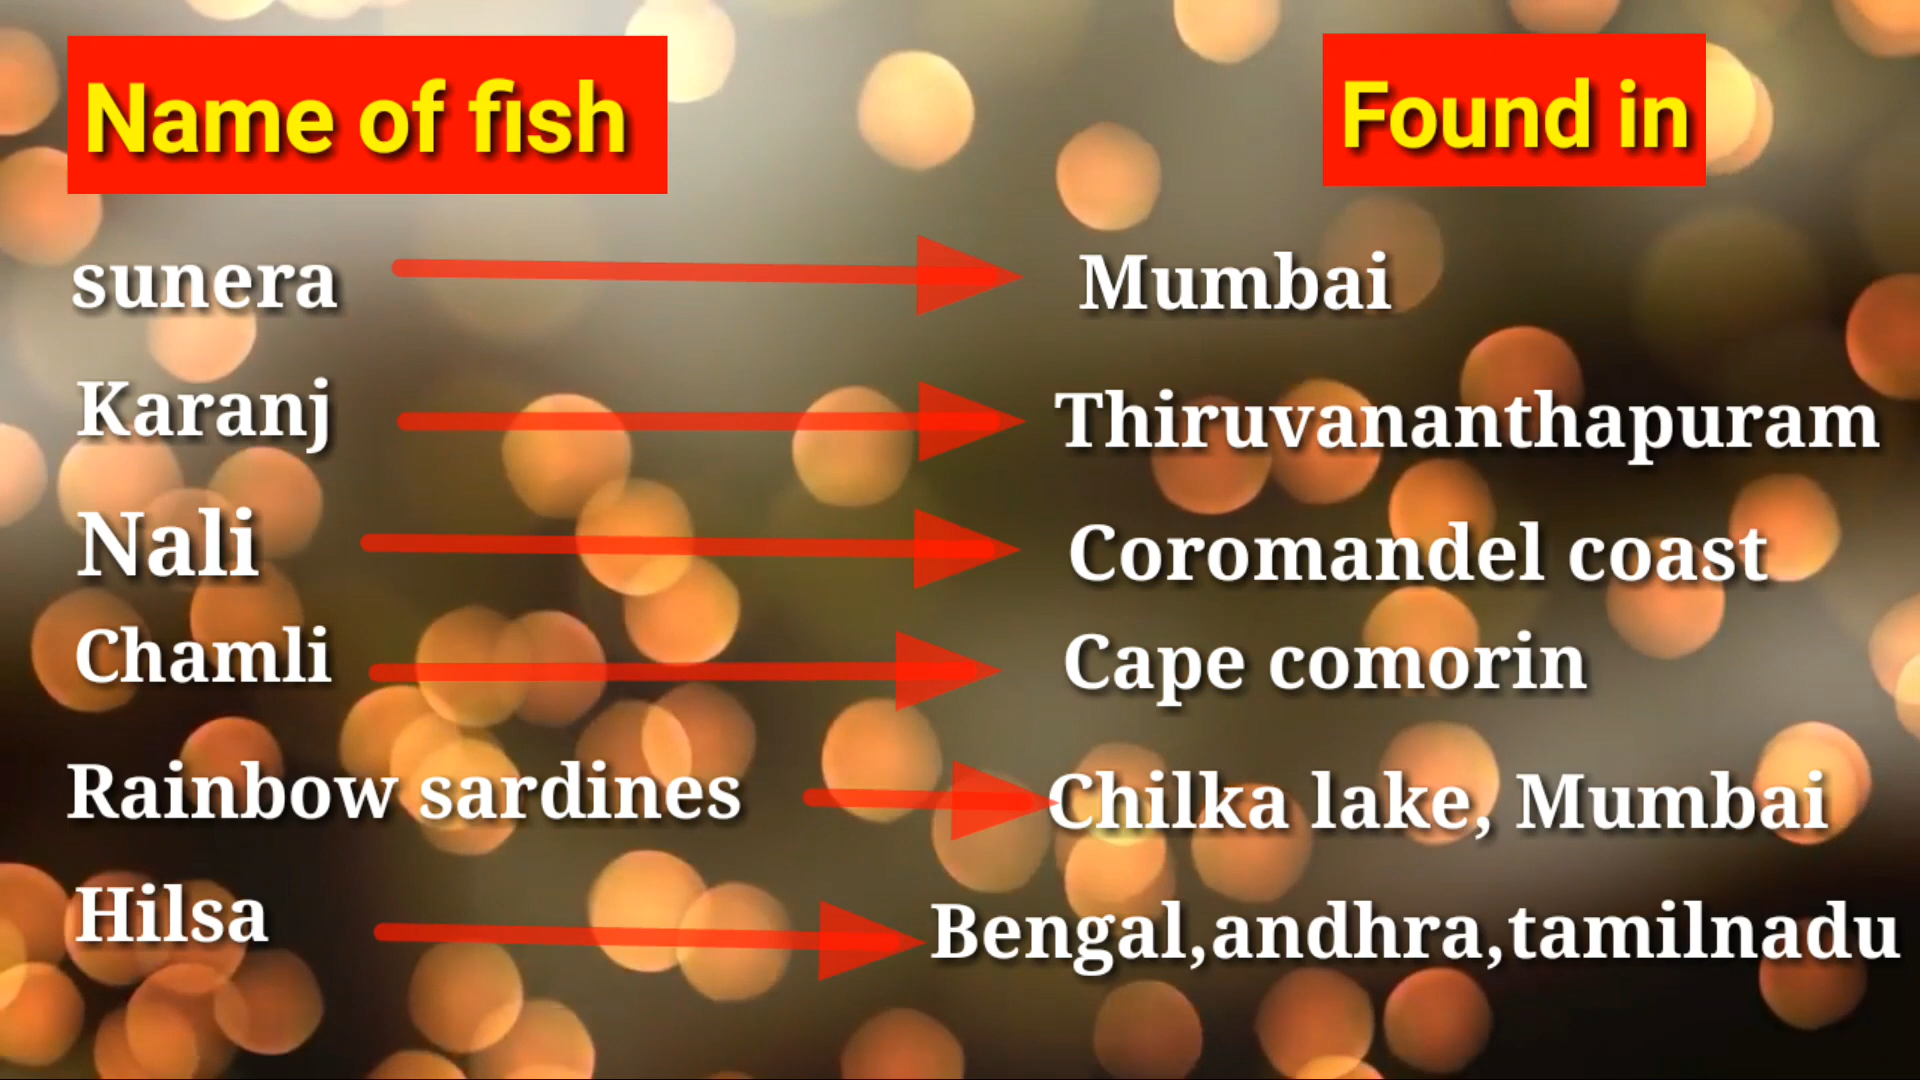 Name of fish Found in
sunera Mumbai
Karanj Thiruvananthapuram
Nali Coromandel coast
Chamli Cape comorin
Rainbow sardines Chilka lake, Mumbai
Hilsa Bengal,andhra,tamilnadu